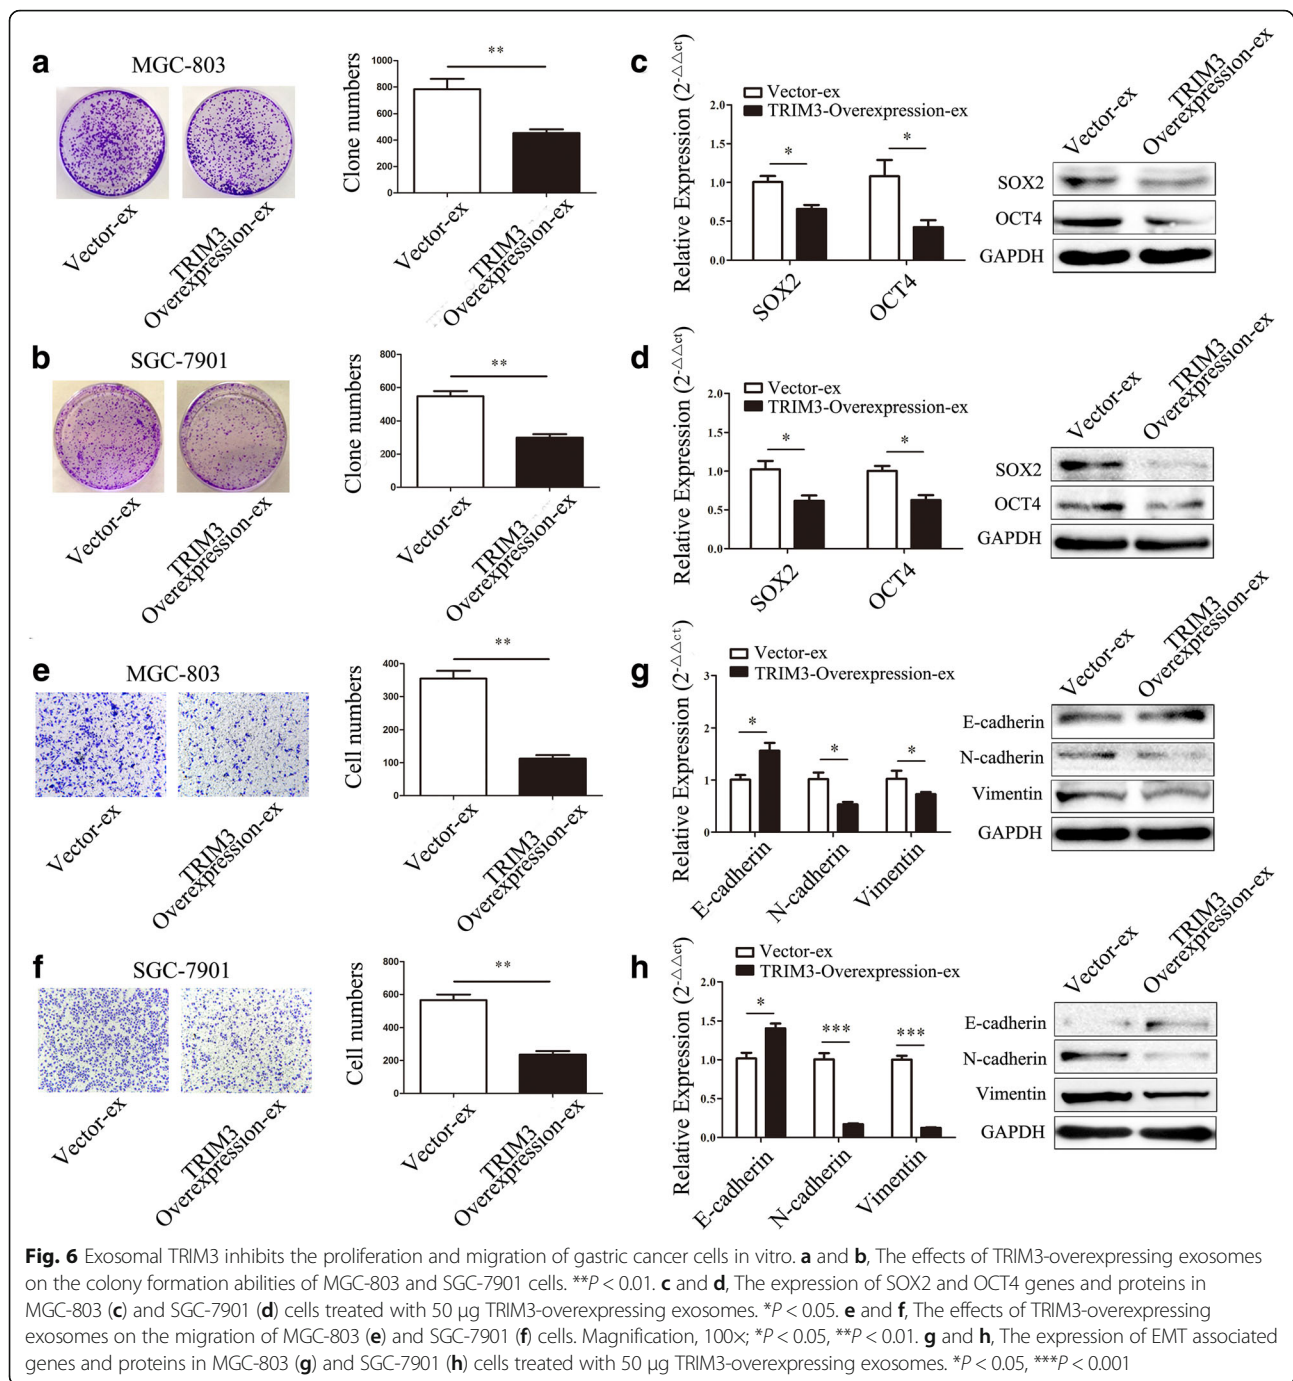 a
MGC-803
Vector-ex
TRIM3
Overexpression-ex
Clone numbers
1000
800
600
400
200
0
**
Vector-ex
TRIM3
Overexpression-ex
c
Relative Expression (2-△△ct)
Vector-ex
TRIM3-Overexpression-ex
2.0
1.5
1.0
0.5
0.0
*
*
SOX2
OCT4
Vector-ex
TRIM3
Overexpression-ex
SOX2
OCT4
GAPDH
b
SGC-7901
Vector-ex
TRIM3
Overexpression-ex
Clone numbers
800
600
400
200
0
**
Vector-ex
TRIM3
Overexpression-ex
d
Relative Expression (2-△△ct)
Vector-ex
TRIM3-Overexpression-ex
2.0
1.5
1.0
0.5
0.0
*
*
SOX2
OCT4
Vector-ex
TRIM3
Overexpression-ex
SOX2
OCT4
GAPDH
e
MGC-803
Vector-ex
TRIM3
Overexpression-ex
Cell numbers
400
300
200
100
0
**
Vector-ex
TRIM3
Overexpression-ex
g
Relative Expression (2-△△ct)
Vector-ex
TRIM3-Overexpression-ex
3
2
1
0
*
*
*
E-cadherin
N-cadherin
Vimentin
Vector-ex
TRIM3
Overexpression-ex
E-cadherin
N-cadherin
Vimentin
GAPDH
f
SGC-7901
Vector-ex
TRIM3
Overexpression-ex
Cell numbers
800
600
400
200
0
**
Vector-ex
TRIM3
Overexpression-ex
h
Relative Expression (2-△△ct)
Vector-ex
TRIM3-Overexpression-ex
2.0
1.5
1.0
0.5
0.0
*
***
***
E-cadherin
N-cadherin
Vimentin
Vector-ex
TRIM3
Overexpression-ex
E-cadherin
N-cadherin
Vimentin
GAPDH
Fig. 6 Exosomal TRIM3 inhibits the proliferation and migration of gastric cancer cells in vitro. a and b, The effects of TRIM3-overexpressing exosomes
on the colony formation abilities of MGC-803 and SGC-7901 cells. **P < 0.01. c and d, The expression of SOX2 and OCT4 genes and proteins in
MGC-803 (c) and SGC-7901 (d) cells treated with 50 μg TRIM3-overexpressing exosomes. *P < 0.05. e and f, The effects of TRIM3-overexpressing
exosomes on the migration of MGC-803 (e) and SGC-7901 (f) cells. Magnification, 100×; *P < 0.05, **P < 0.01. g and h, The expression of EMT associated
genes and proteins in MGC-803 (g) and SGC-7901 (h) cells treated with 50 μg TRIM3-overexpressing exosomes. *P < 0.05, ***P < 0.001